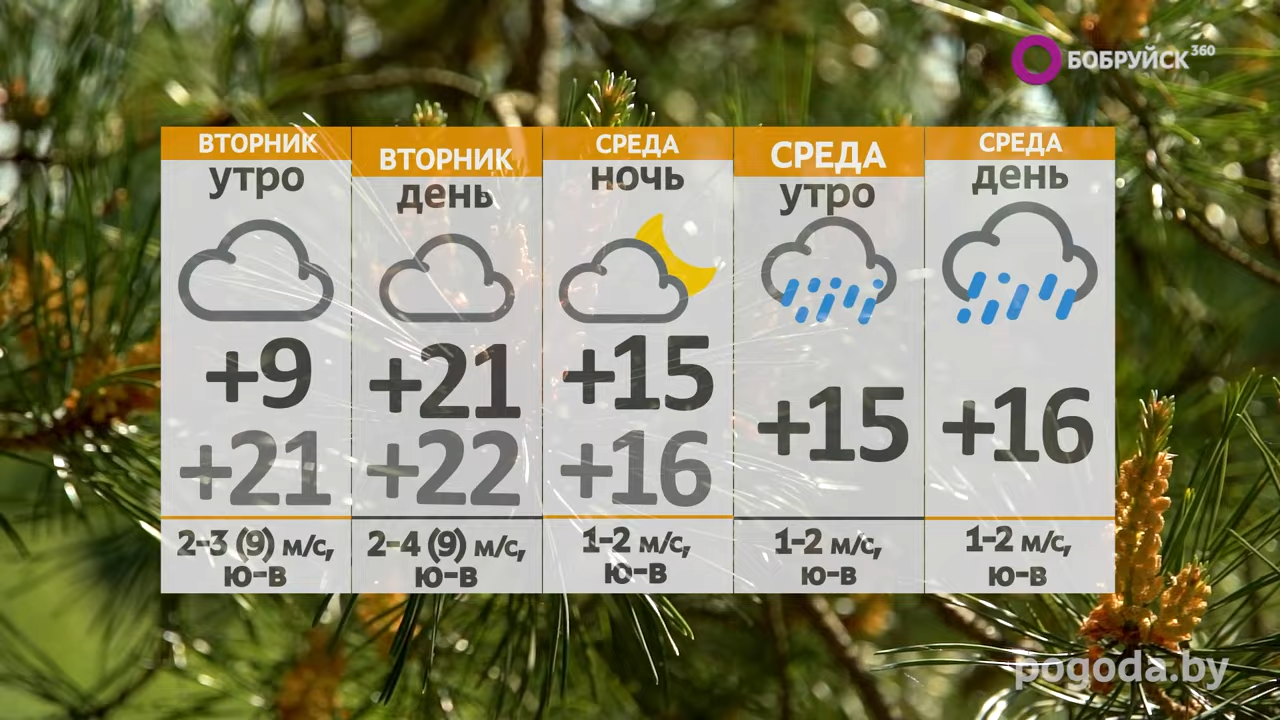 БОБРУЙСК360
ВТОРНИК
утро
+9
+21
2-3 (9) м/с,
ю-в
ВТОРНИК
день
+21
+22
2-4 (9) м/с,
ю-в
СРЕДА
ночь
+15
+16
1-2 м/с,
ю-в
СРЕДА
утро
+15
1-2 м/с,
ю-в
СРЕДА
день
+16
1-2 м/с,
ю-в
pogoda.by